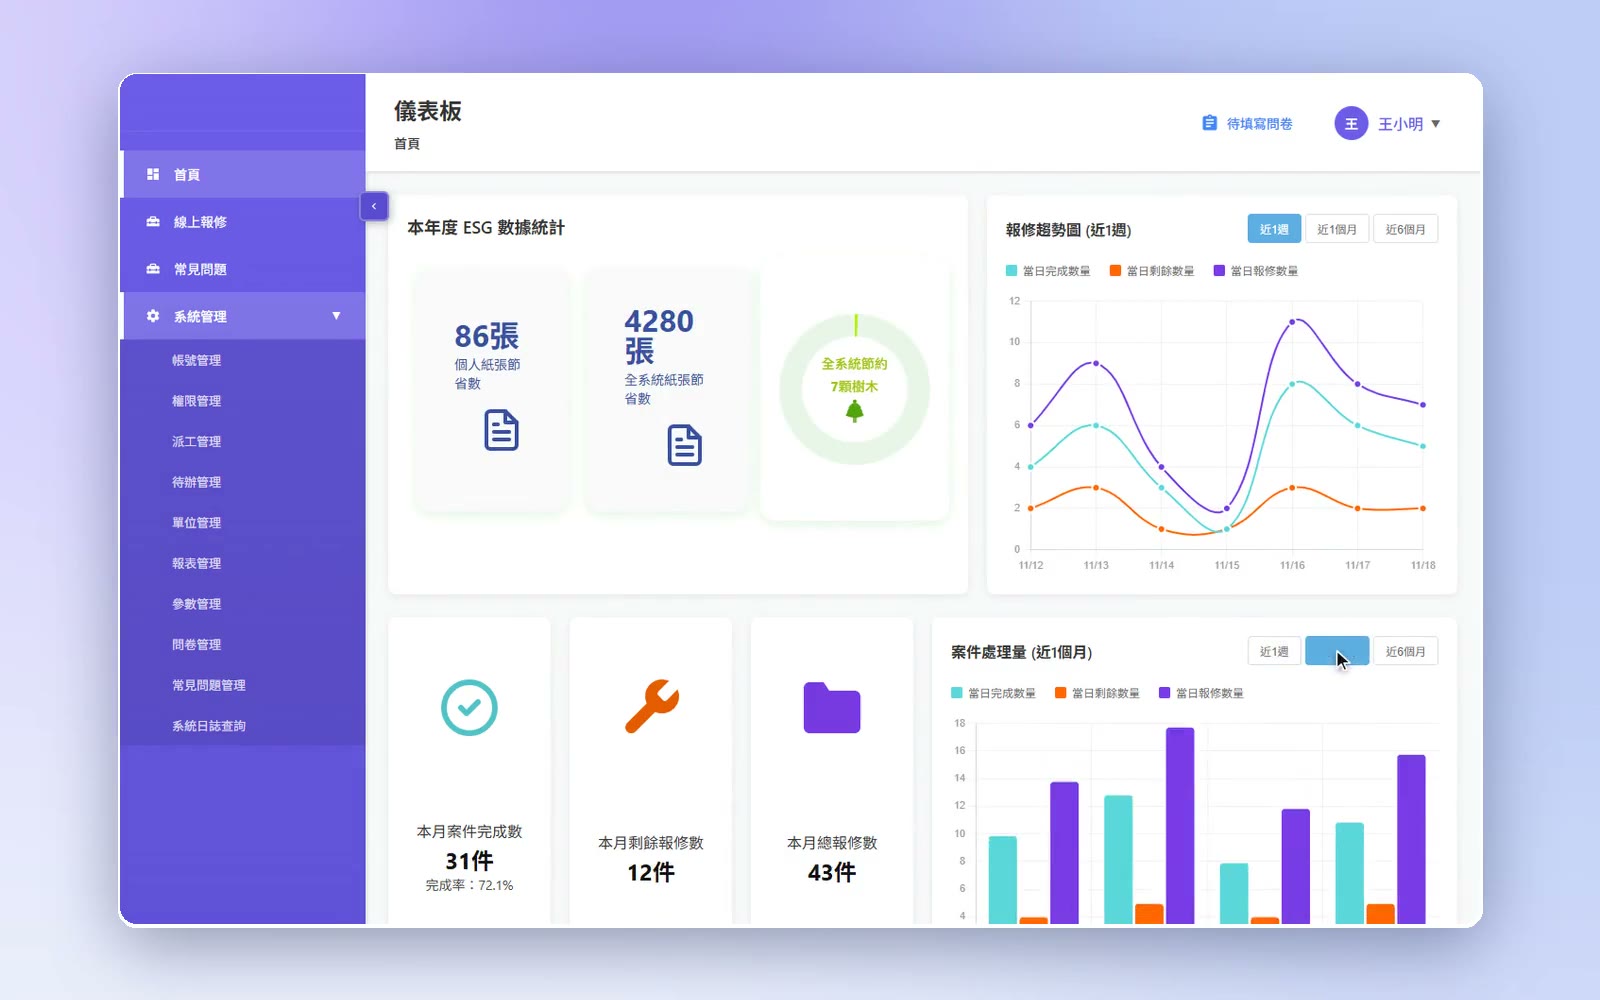 儀表板
首頁
待填寫問卷
王
王小明 ▼
首頁
線上報修
常見問題
系統管理 ▼
帳號管理
權限管理
派工管理
待辦管理
單位管理
報表管理
參數管理
問卷管理
常見問題管理
系統日誌查詢
本年度 ESG 數據統計
86張
個人紙張節
省數
4280
張
全系統紙張節
省數
全系統節約
7顆樹木
報修趨勢圖 (近1週)
近1週 近1個月 近6個月
當日完成數量 當日剩餘數量 當日報修數量
12
10
8
6
4
2
0
11/12 11/13 11/14 11/15 11/16 11/17 11/18
本月案件完成數
31件
完成率：72.1%
本月剩餘報修數
12件
本月總報修數
43件
案件處理量 (近1個月)
近1週 近6個月
當日完成數量 當日剩餘數量 當日報修數量
18
16
14
12
10
8
6
4